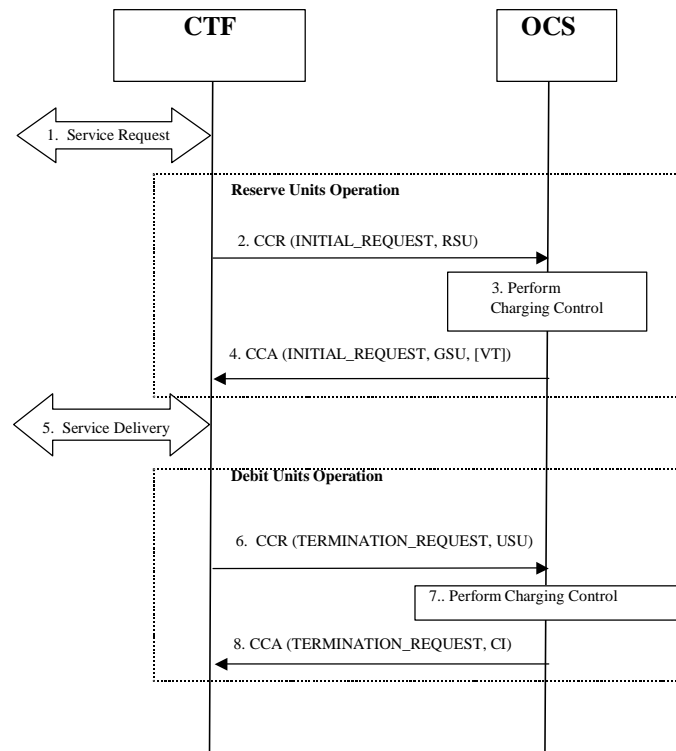 CTF
OCS
1. Service Request
Reserve Units Operation
2. CCR (INITIAL_REQUEST, RSU)
3. Perform
Charging Control
4. CCA (INITIAL_REQUEST, GSU, [VT])
5. Service Delivery
Debit Units Operation
6. CCR (TERMINATION_REQUEST, USU)
7.. Perform Charging Control
8. CCA (TERMINATION_REQUEST, CI)